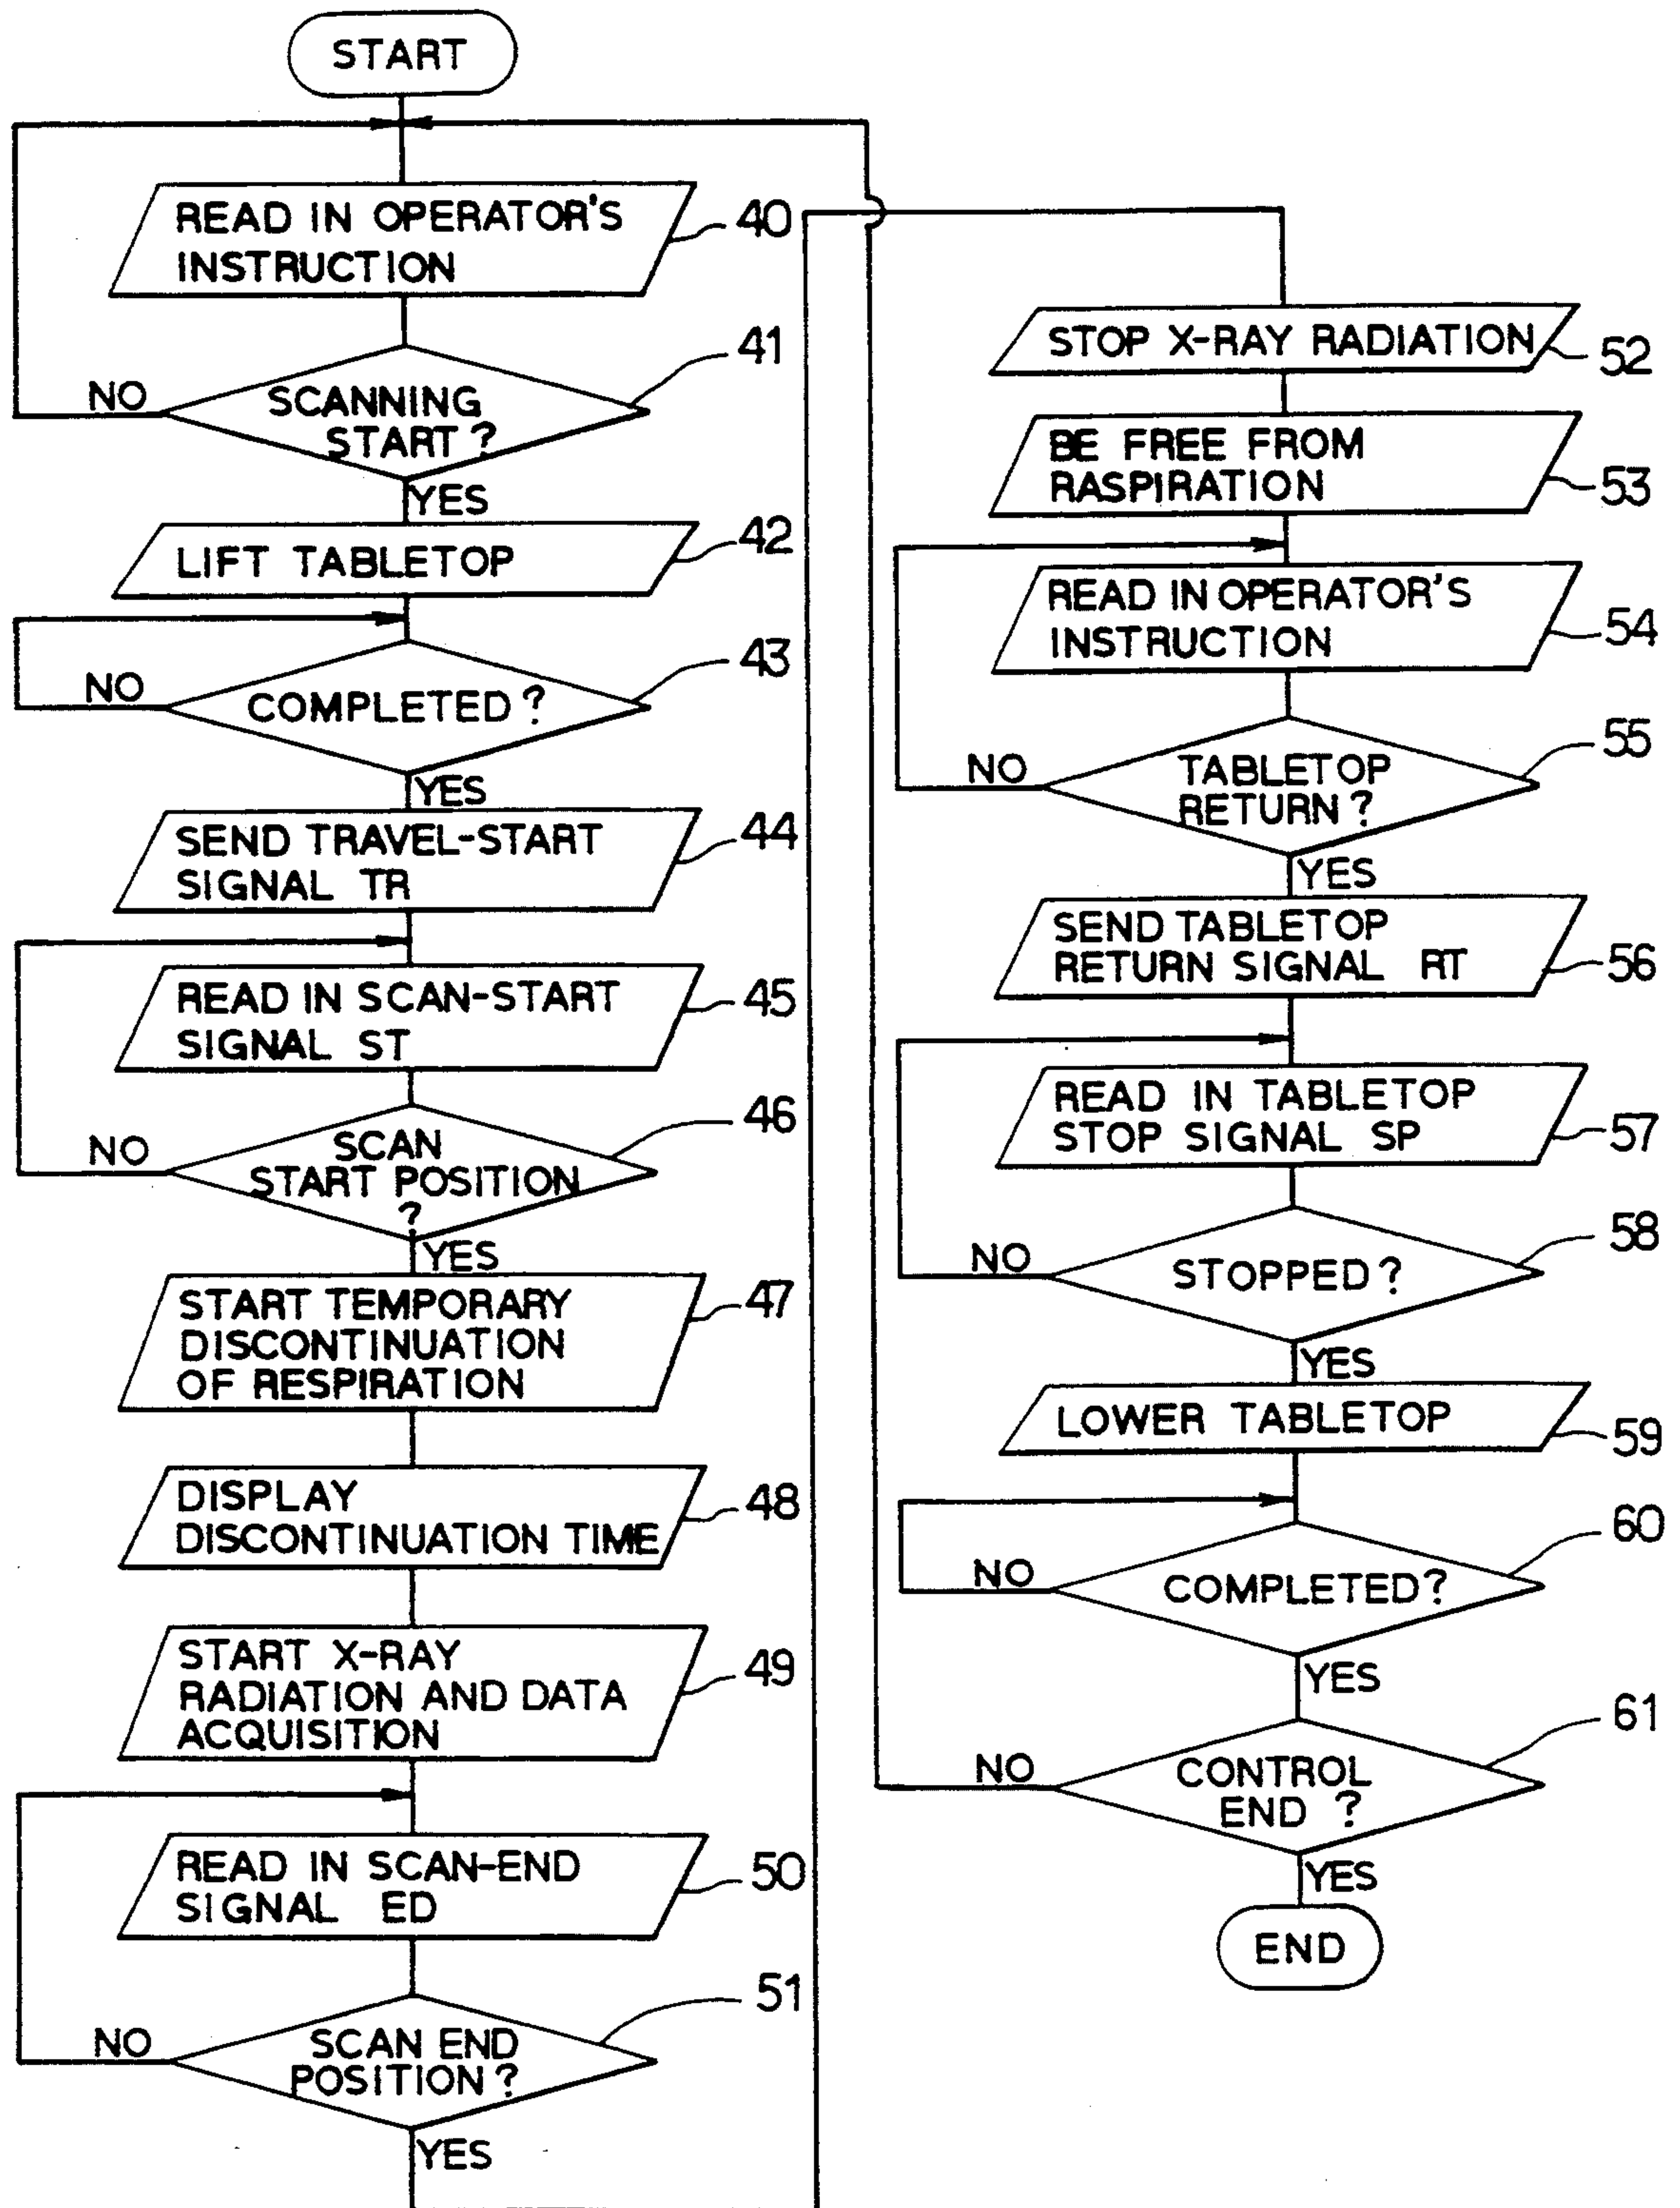 START
READ IN OPERATOR'S
INSTRUCTION
40
SCANNING
START?
41
NO
YES
LIFT TABLETOP
42
COMPLETED?
43
NO
YES
SEND TRAVEL-START
SIGNAL TR
44
READ IN SCAN-START
SIGNAL ST
45
SCAN
START POSITION
?
46
NO
YES
START TEMPORARY
DISCONTINUATION
OF RESPIRATION
47
DISPLAY
DISCONTINUATION TIME
48
START X-RAY
RADIATION AND DATA
ACQUISITION
49
READ IN SCAN-END
SIGNAL ED
50
SCAN END
POSITION?
51
NO
YES
STOP X-RAY RADIATION
52
BE FREE FROM
RASPIRATION
53
READ IN OPERATOR'S
INSTRUCTION
54
TABLETOP
RETURN?
55
NO
YES
SEND TABLETOP
RETURN SIGNAL RT
56
READ IN TABLETOP
STOP SIGNAL SP
57
STOPPED?
58
NO
YES
LOWER TABLETOP
59
COMPLETED?
60
NO
YES
CONTROL
END ?
61
NO
YES
END